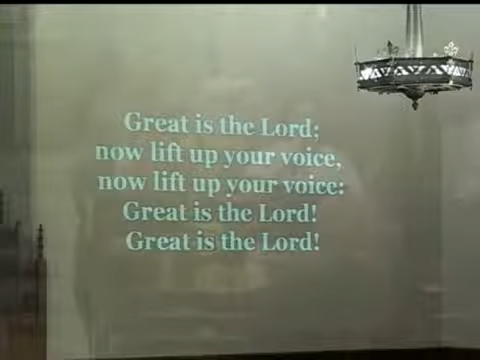 Great is the Lord;
now lift up your voice,
now lift up your voice:
Great is the Lord!
Great is the Lord!